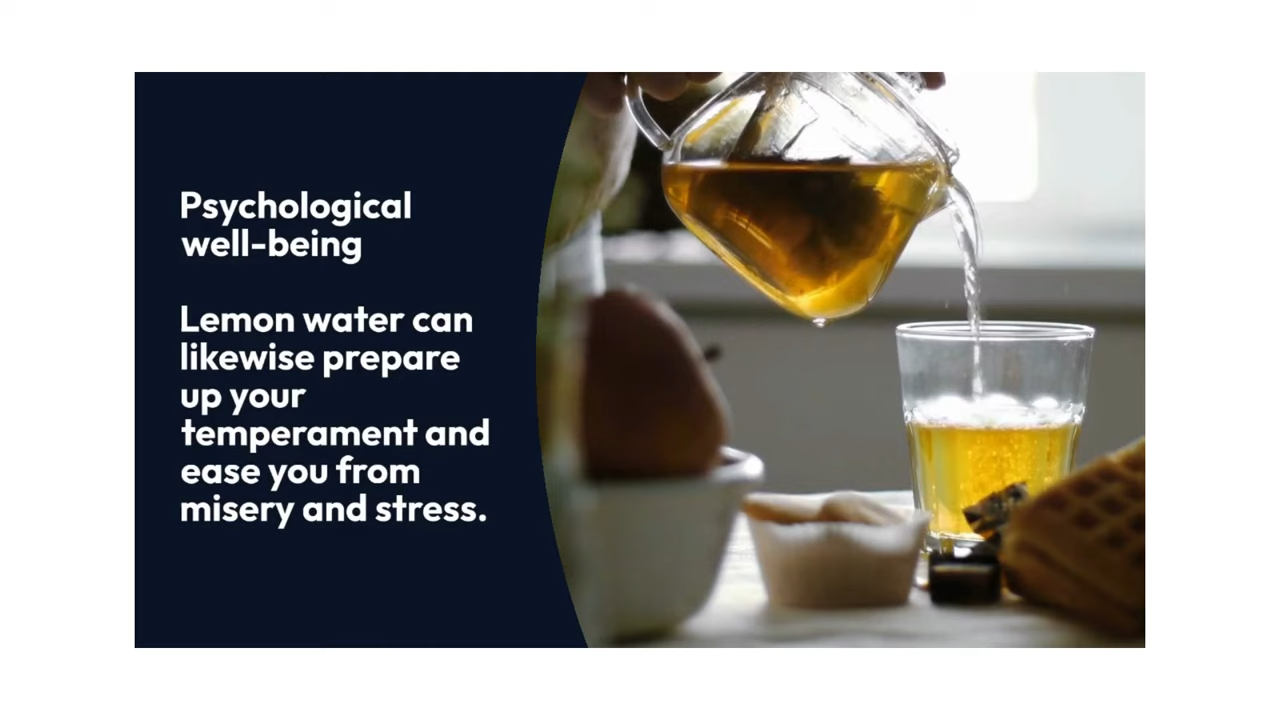 Psychological
well-being
Lemon water can
likewise prepare
up your
temperament and
ease you from
misery and stress.